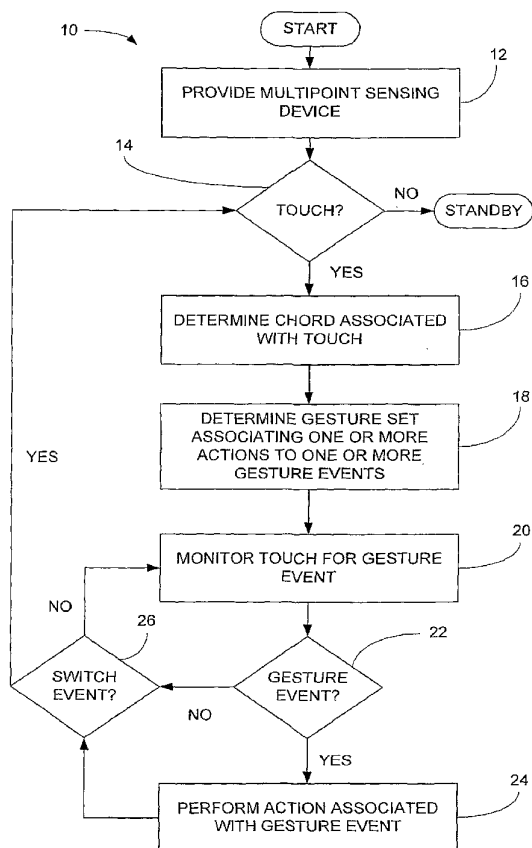 10
START
12
PROVIDE MULTIPOINT SENSING
DEVICE
14
TOUCH?
NO
STANDBY
YES
16
DETERMINE CHORD ASSOCIATED
WITH TOUCH
18
DETERMINE GESTURE SET
ASSOCIATING ONE OR MORE
ACTIONS TO ONE OR MORE
GESTURE EVENTS
YES
20
MONITOR TOUCH FOR GESTURE
EVENT
NO
26
22
SWITCH
EVENT?
GESTURE
EVENT?
NO
YES
24
PERFORM ACTION ASSOCIATED
WITH GESTURE EVENT